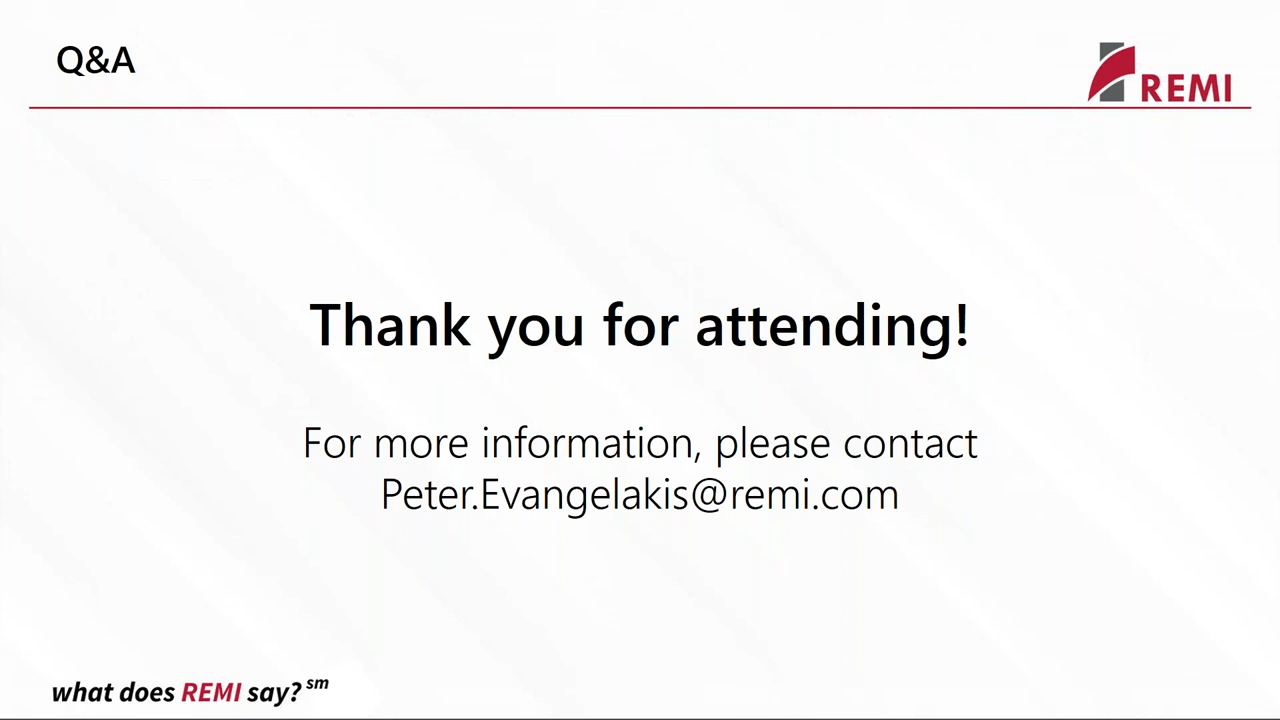 Q&A
REMI
Thank you for attending!
For more information, please contact
Peter.Evangelakis@remi.com
what does REMI say? sm